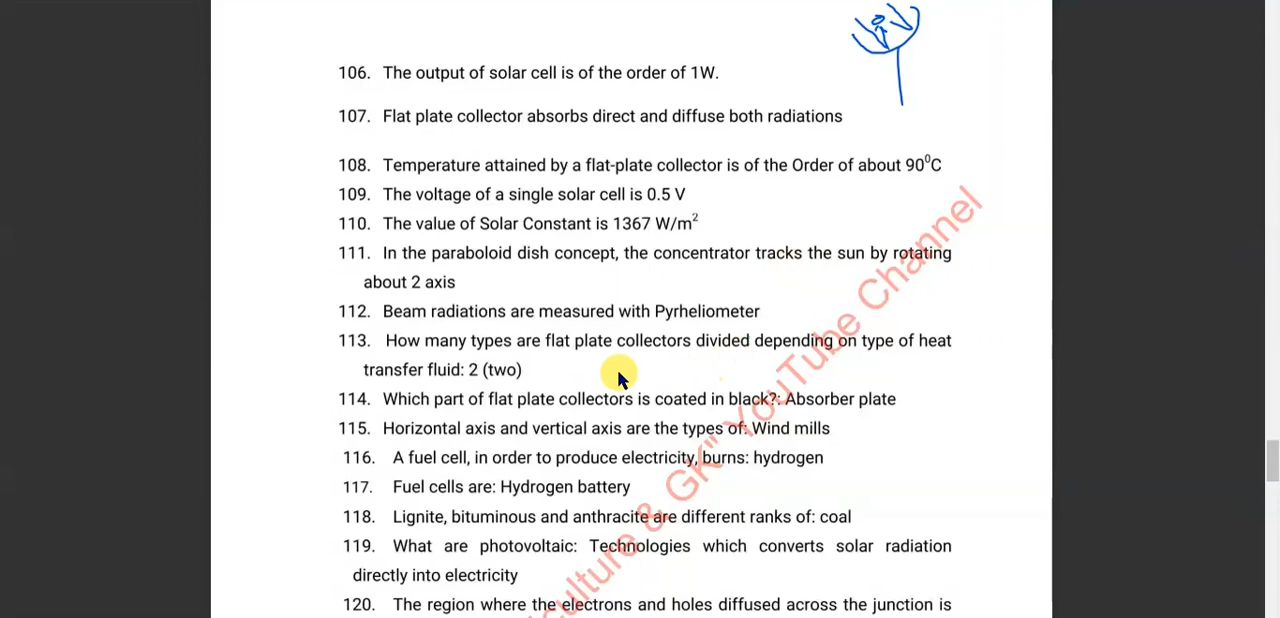 106. The output of solar cell is of the order of 1W.
107. Flat plate collector absorbs direct and diffuse both radiations
108. Temperature attained by a flat-plate collector is of the Order of about 90⁰C
109. The voltage of a single solar cell is 0.5 V
110. The value of Solar Constant is 1367 W/m²
111. In the paraboloid dish concept, the concentrator tracks the sun by rotating
about 2 axis
112. Beam radiations are measured with Pyrheliometer
113. How many types are flat plate collectors divided depending on type of heat
transfer fluid: 2 (two)
114. Which part of flat plate collectors is coated in black?: Absorber plate
115. Horizontal axis and vertical axis are the types of: Wind mills
116. A fuel cell, in order to produce electricity, burns: hydrogen
117. Fuel cells are: Hydrogen battery
118. Lignite, bituminous and anthracite are different ranks of: coal
119. What are photovoltaic: Technologies which converts solar radiation
directly into electricity
120. The region where the electrons and holes diffused across the junction is
culture & GK" YouTube Channel